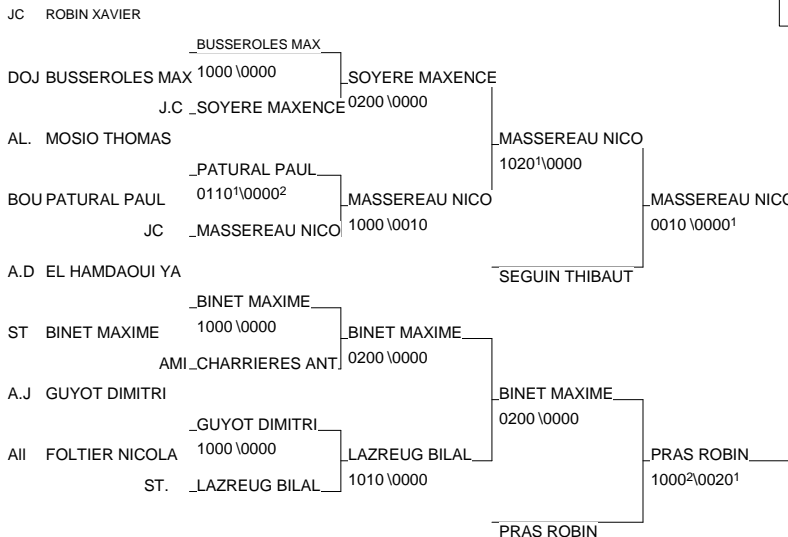 JC ROBIN XAVIER
BUSSEROLES MAX
DOJ BUSSEROLES MAX 1000 \0000 SOYERE MAXENCE
J.C SOYERE MAXENCE 0200 \0000
AL. MOSIO THOMAS MASSEREAU NICO
1020¹\0000
PATURAL PAUL
BOU PATURAL PAUL 0110¹\0000² MASSEREAU NICO MASSEREAU NICO
JC MASSEREAU NICO 1000 \0010 0010 \0000¹
A.D EL HAMDAOUI YA SEGUIN THIBAUT
BINET MAXIME
ST BINET MAXIME 1000 \0000 BINET MAXIME
AMI CHARRIERES ANT. 0200 \0000
A.J GUYOT DIMITRI BINET MAXIME
0200 \0000
GUYOT DIMITRI
All FOLTIER NICOLA 1000 \0000 LAZREUG BILAL PRAS ROBIN
ST. LAZREUG BILAL 1010 \0000 1000²\0020¹
PRAS ROBIN